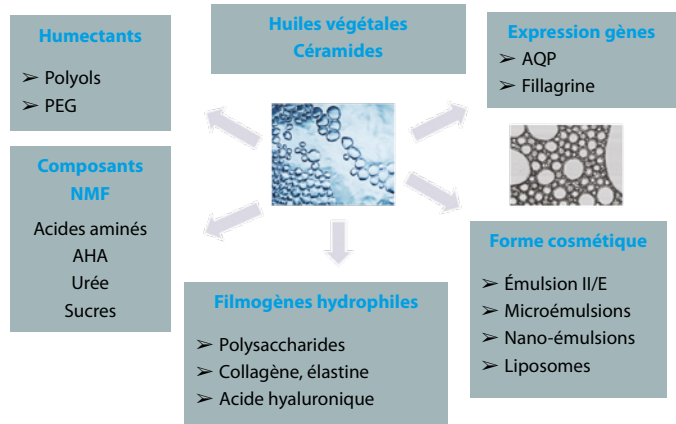 Humectants
➢ Polyols
➢ PEG
Huiles végétales
Céramides
Expression gènes
➢ AQP
➢ Fillagrine
Composants
NMF
Acides aminés
AHA
Urée
Sucres
Filmogènes hydrophiles
➢ Polysaccharides
➢ Collagène, élastine
➢ Acide hyaluronique
Forme cosmétique
➢ Émulsion II/E
➢ Microémulsions
➢ Nano-émulsions
➢ Liposomes